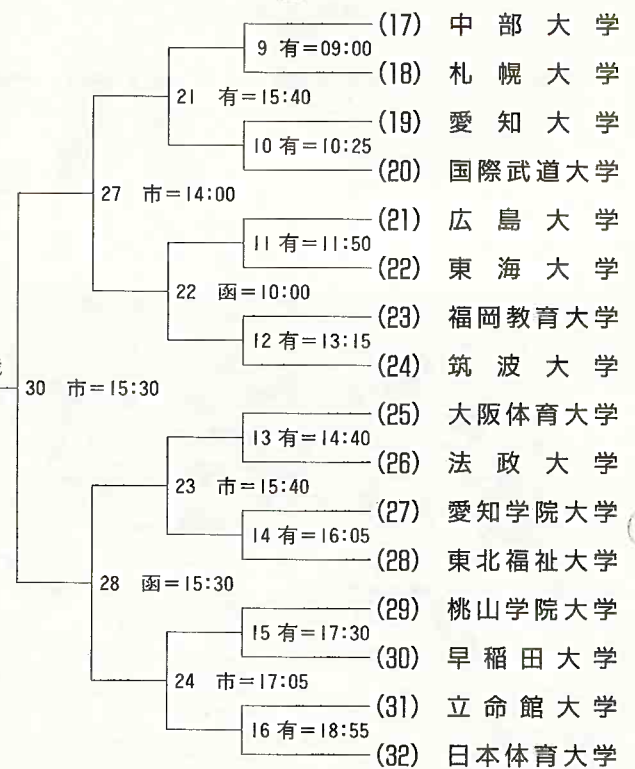 (17) 中部大学
9 有=09:00
(18) 札幌大学
21 有=15:40
(19) 愛知大学
10 有=10:25
(20) 国際武道大学
27 市=14:00
(21) 広島大学
11 有=11:50
(22) 東海大学
22 函=10:00
(23) 福岡教育大学
12 有=13:15
(24) 筑波大学
30 市=15:30
(25) 大阪体育大学
13 有=14:40
(26) 法政大学
23 市=15:40
(27) 愛知学院大学
14 有=16:05
(28) 東北福祉大学
28 函=15:30
(29) 桃山学院大学
15 有=17:30
(30) 早稲田大学
24 市=17:05
(31) 立命館大学
16 有=18:55
(32) 日本体育大学